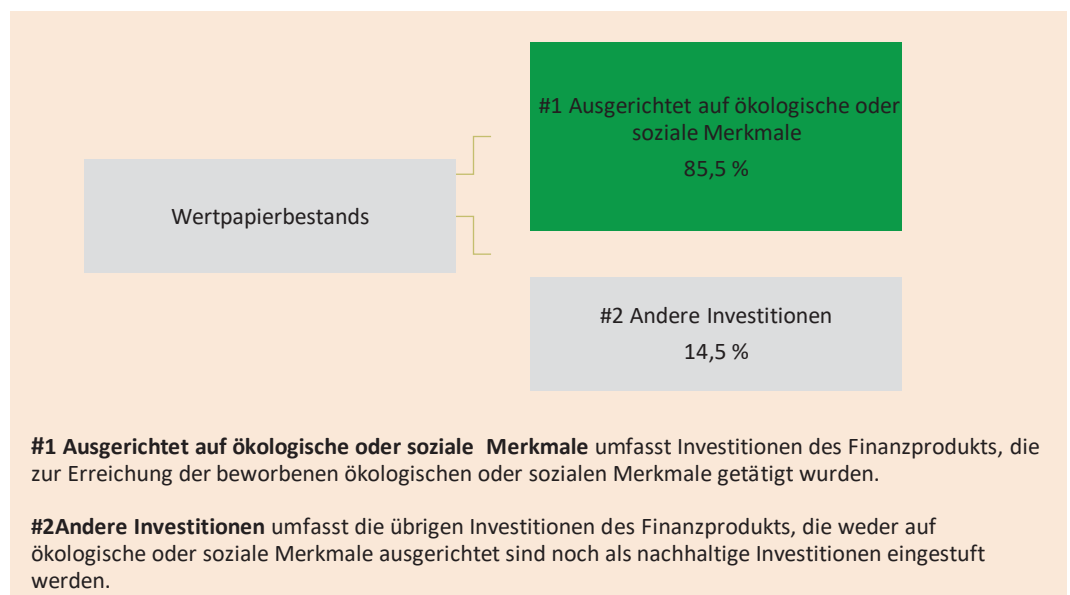 #1 Ausgerichtet auf ökologische oder
soziale Merkmale
85,5 %
Wertpapierbestands
#2 Andere Investitionen
14,5 %
#1 Ausgerichtet auf ökologische oder soziale Merkmale umfasst Investitionen des Finanzprodukts, die
zur Erreichung der beworbenen ökologischen oder sozialen Merkmale getätigt wurden.
#2Andere Investitionen umfasst die übrigen Investitionen des Finanzprodukts, die weder auf
ökologische oder soziale Merkmale ausgerichtet sind noch als nachhaltige Investitionen eingestuft
werden.